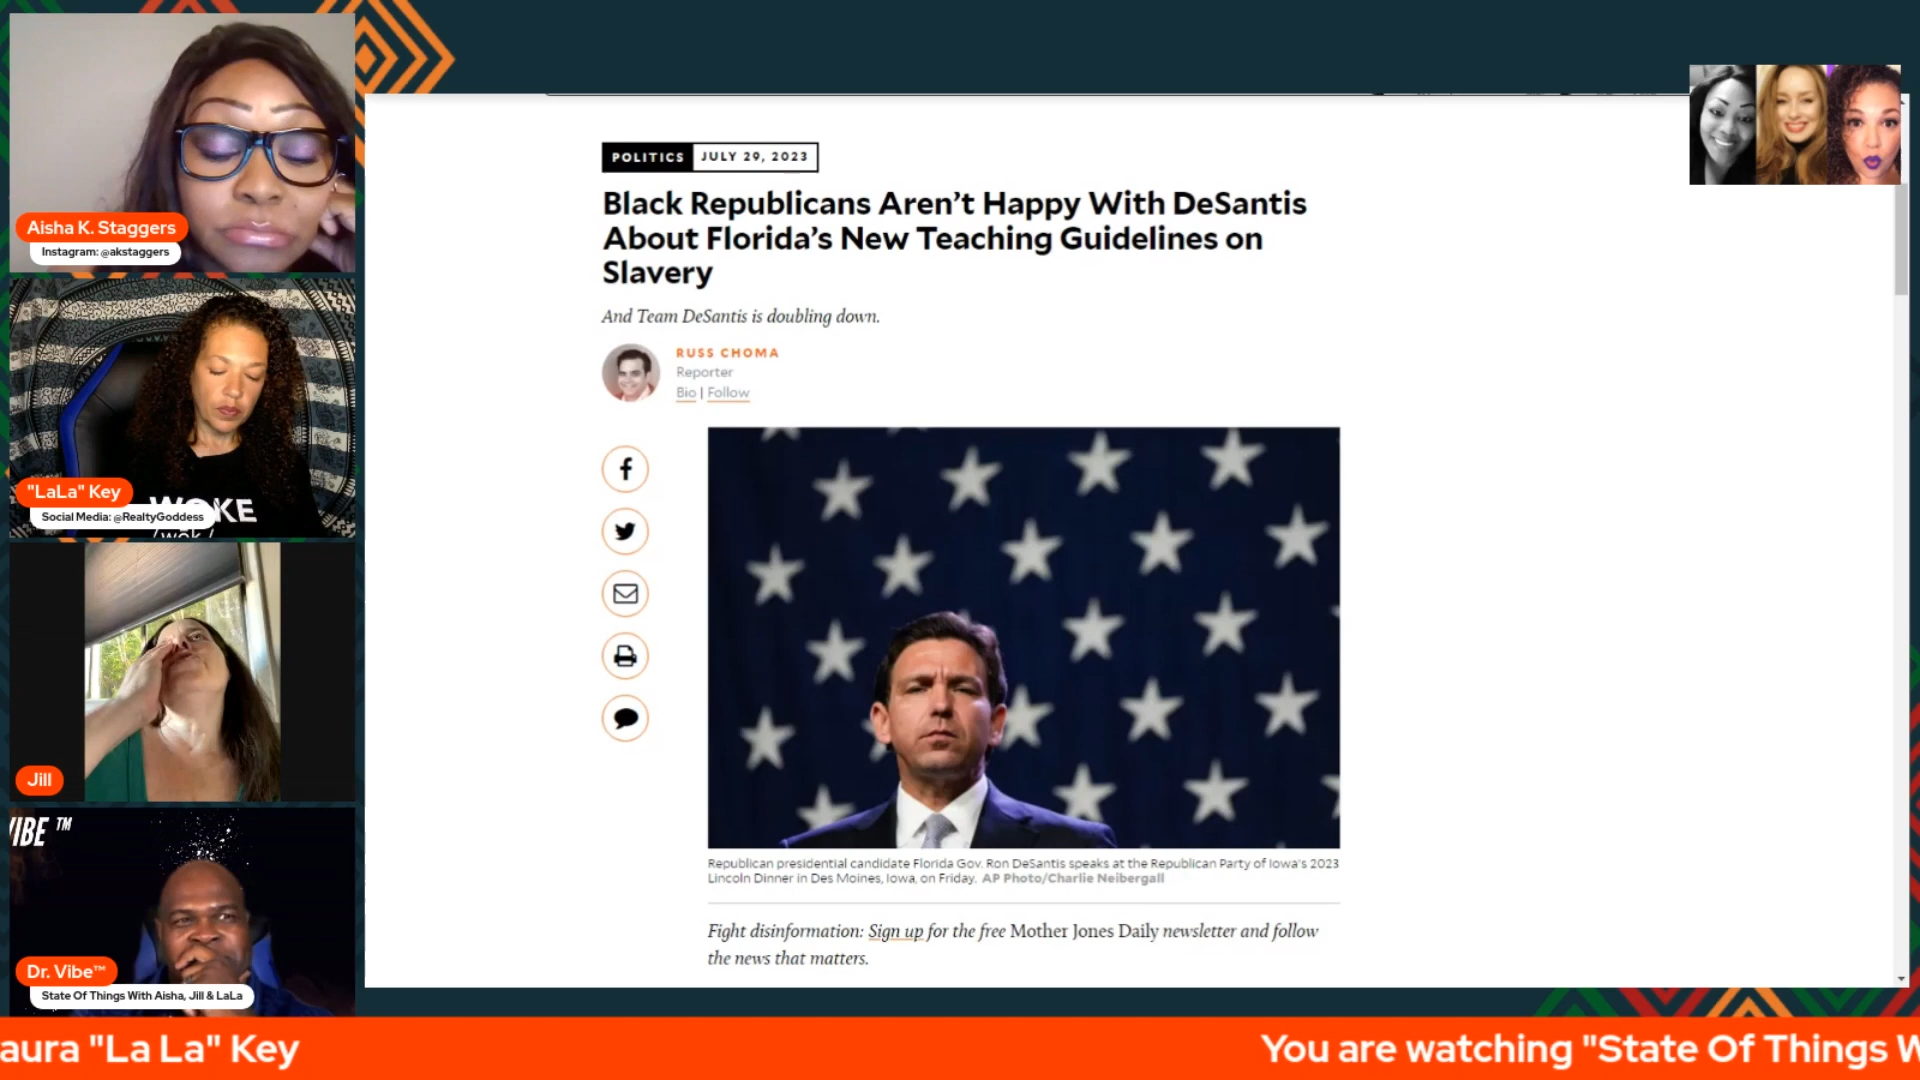 Aisha K. Staggers
Instagram: @akstaggers
"LaLa" Key
Social Media: @RealtyGoddess
WOKE
/wok/
Jill
VIBE ™
Dr. Vibe™
State Of Things With Aisha, Jill & LaLa
POLITICS JULY 29, 2023
Black Republicans Aren't Happy With DeSantis
About Florida's New Teaching Guidelines on
Slavery
And Team DeSantis is doubling down.
RUSS CHOMA
Reporter
Bio | Follow
Republican presidential candidate Florida Gov. Ron DeSantis speaks at the Republican Party of Iowa's 2023
Lincoln Dinner in Des Moines, Iowa, on Friday. AP Photo/Charlie Neibergall
Fight disinformation: Sign up for the free Mother Jones Daily newsletter and follow
the news that matters.
aura "La La" Key
You are watching "State Of Things W